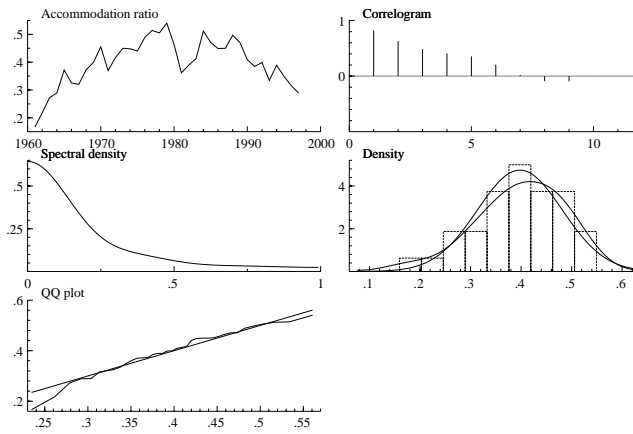 Accommodation ratio
.5
.4
.3
.2
1960 1970 1980 1990 2000
Correlogram
1
0
0 5 10
Spectral density
.5
.25
0 .5 1
Density
4
2
.1 .2 .3 .4 .5 .6
QQ plot
.6
.4
.2
.25 .3 .35 .4 .45 .5 .55